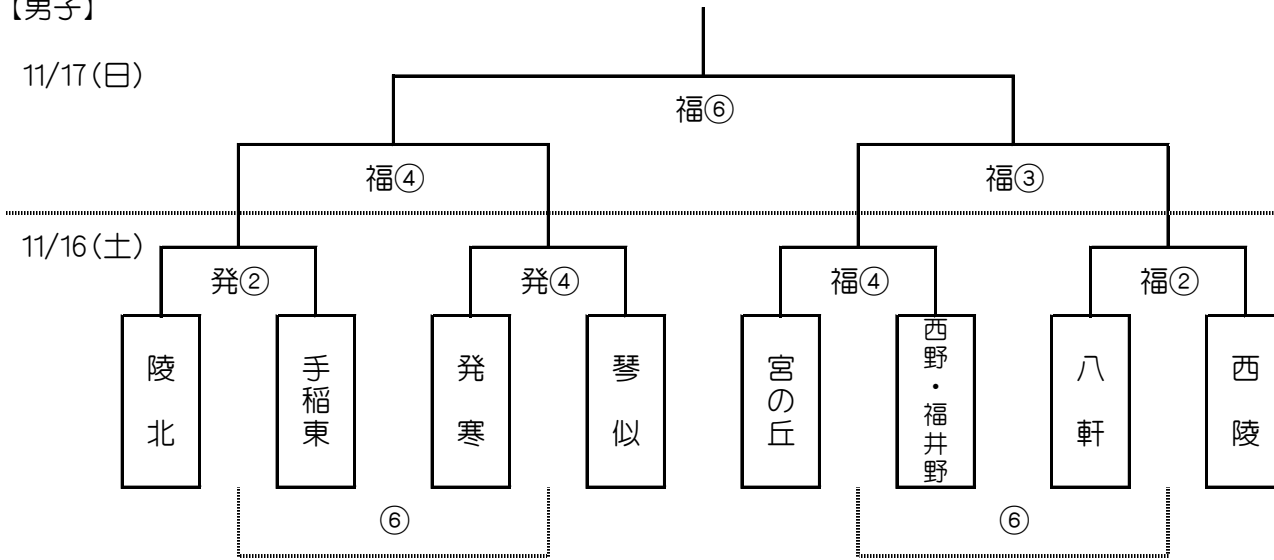 【男子】
11/17(日)
福⑥
福④
福③
11/16(土)
発②
発④
福④
福②
陵北
手稲東
発寒
琴似
宮の丘
西野・福井野
八軒
西陵
⑥
⑥